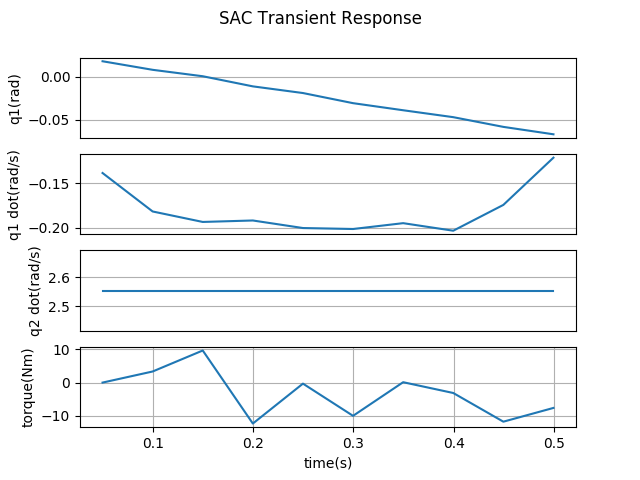 SAC Transient Response
q1(rad)
0.00
−0.05
q1 dot(rad/s)
−0.15
−0.20
q2 dot(rad/s)
2.6
2.5
torque(Nm)
10
0
−10
0.1 0.2 0.3 0.4 0.5
time(s)